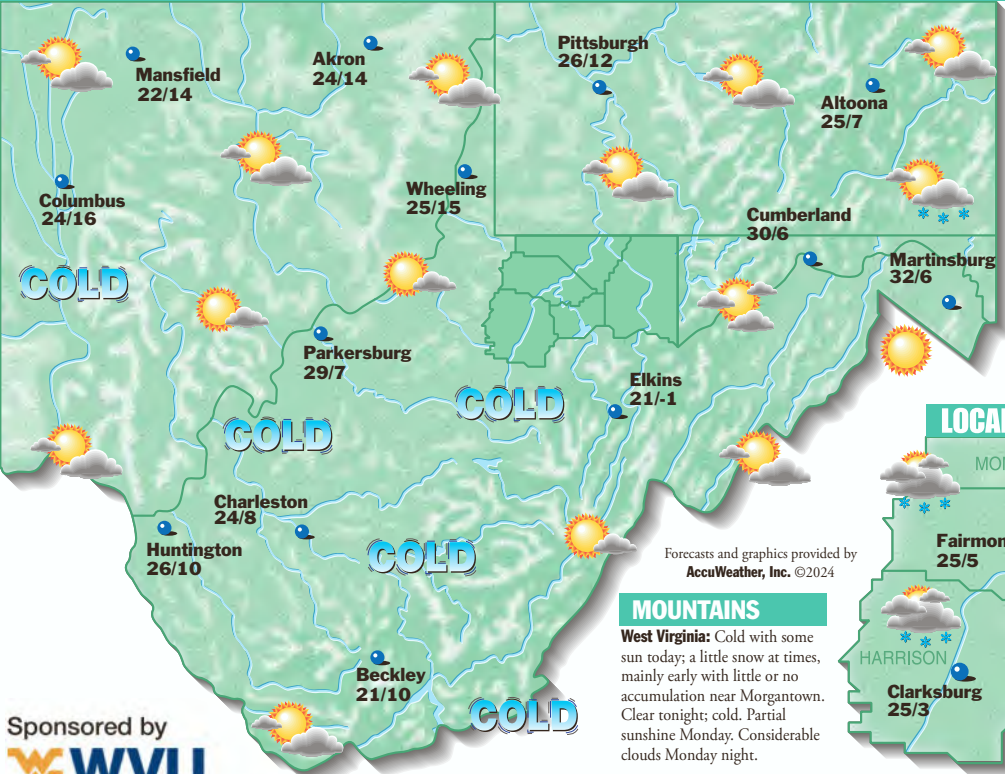 Mansfield
22/14
Akron
24/14
Pittsburgh
26/12
Altoona
25/7
Columbus
24/16
Wheeling
25/15
Cumberland
30/6
Martinsburg
32/6
COLD
Parkersburg
29/7
Elkins
21/-1
COLD
COLD
LOCAL
MO
Charleston
24/8
Huntington
26/10
COLD
Forecasts and graphics provided by
AccuWeather, Inc. ©2024
Fairmon
25/5
MOUNTAINS
West Virginia: Cold with some
sun today; a little snow at times,
mainly early with little or no
accumulation near Morgantown.
Clear tonight; cold. Partial
sunshine Monday. Considerable
clouds Monday night.
HARRISON
Clarksburg
25/3
Beckley
21/10
COLD
Sponsored by
WVU